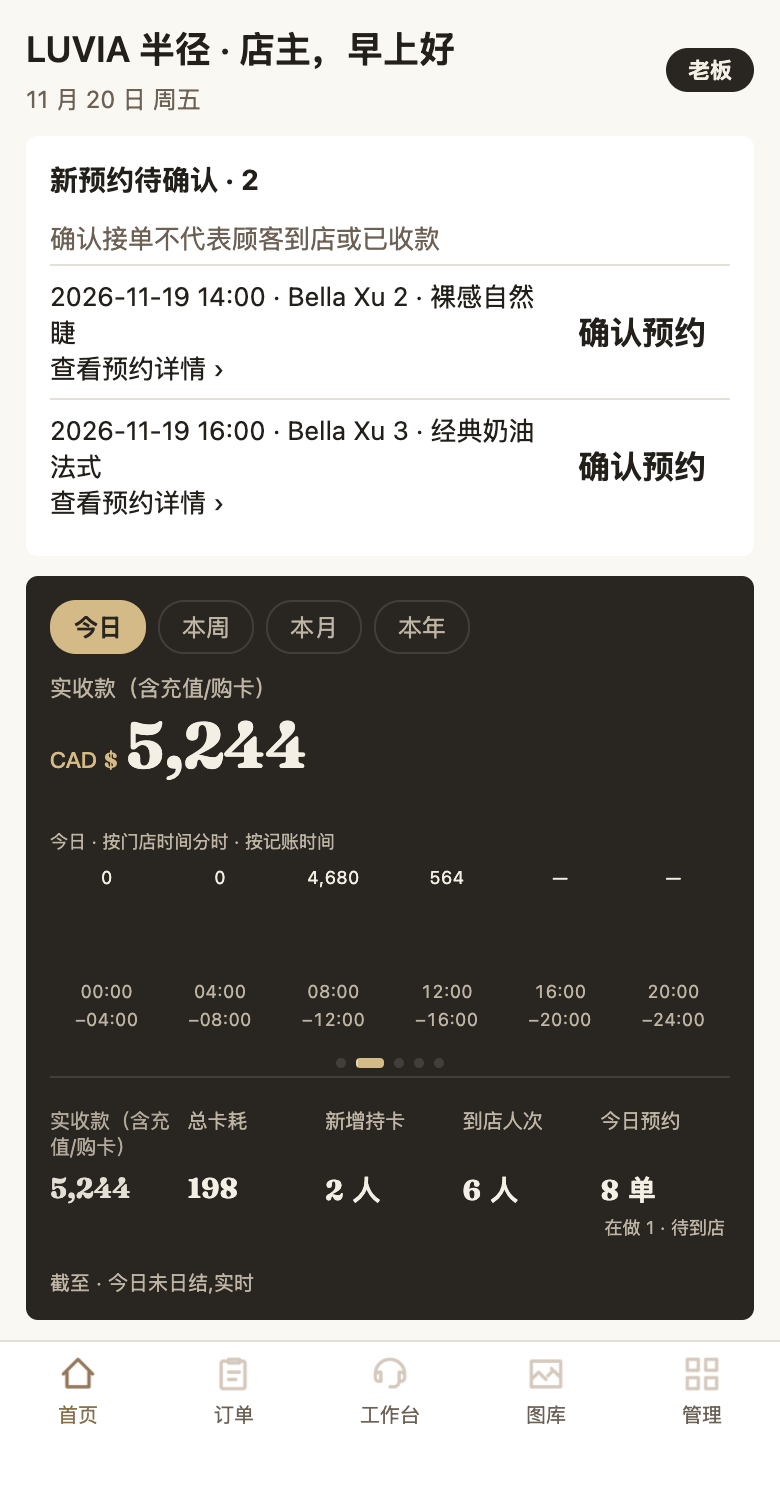 LUVIA 半径 · 店主，早上好
老板
11 月 20 日 周五
新预约待确认 · 2
确认接单不代表顾客到店或已收款
2026-11-19 14:00 · Bella Xu 2 · 裸感自然
睫
查看预约详情 ›
确认预约
2026-11-19 16:00 · Bella Xu 3 · 经典奶油
法式
查看预约详情 ›
确认预约
今日 本周 本月 本年
实收款（含充值/购卡）
CAD $ 5,244
今日 · 按门店时间分时 · 按记账时间
0 0 4,680 564 — —
00:00 04:00 08:00 12:00 16:00 20:00
–04:00 –08:00 –12:00 –16:00 –20:00 –24:00
实收款（含充 总卡耗 新增持卡 到店人次 今日预约
值/购卡）
5,244 198 2 人 6 人 8 单
在做 1 · 待到店
截至 · 今日未日结,实时
首页 订单 工作台 图库 管理